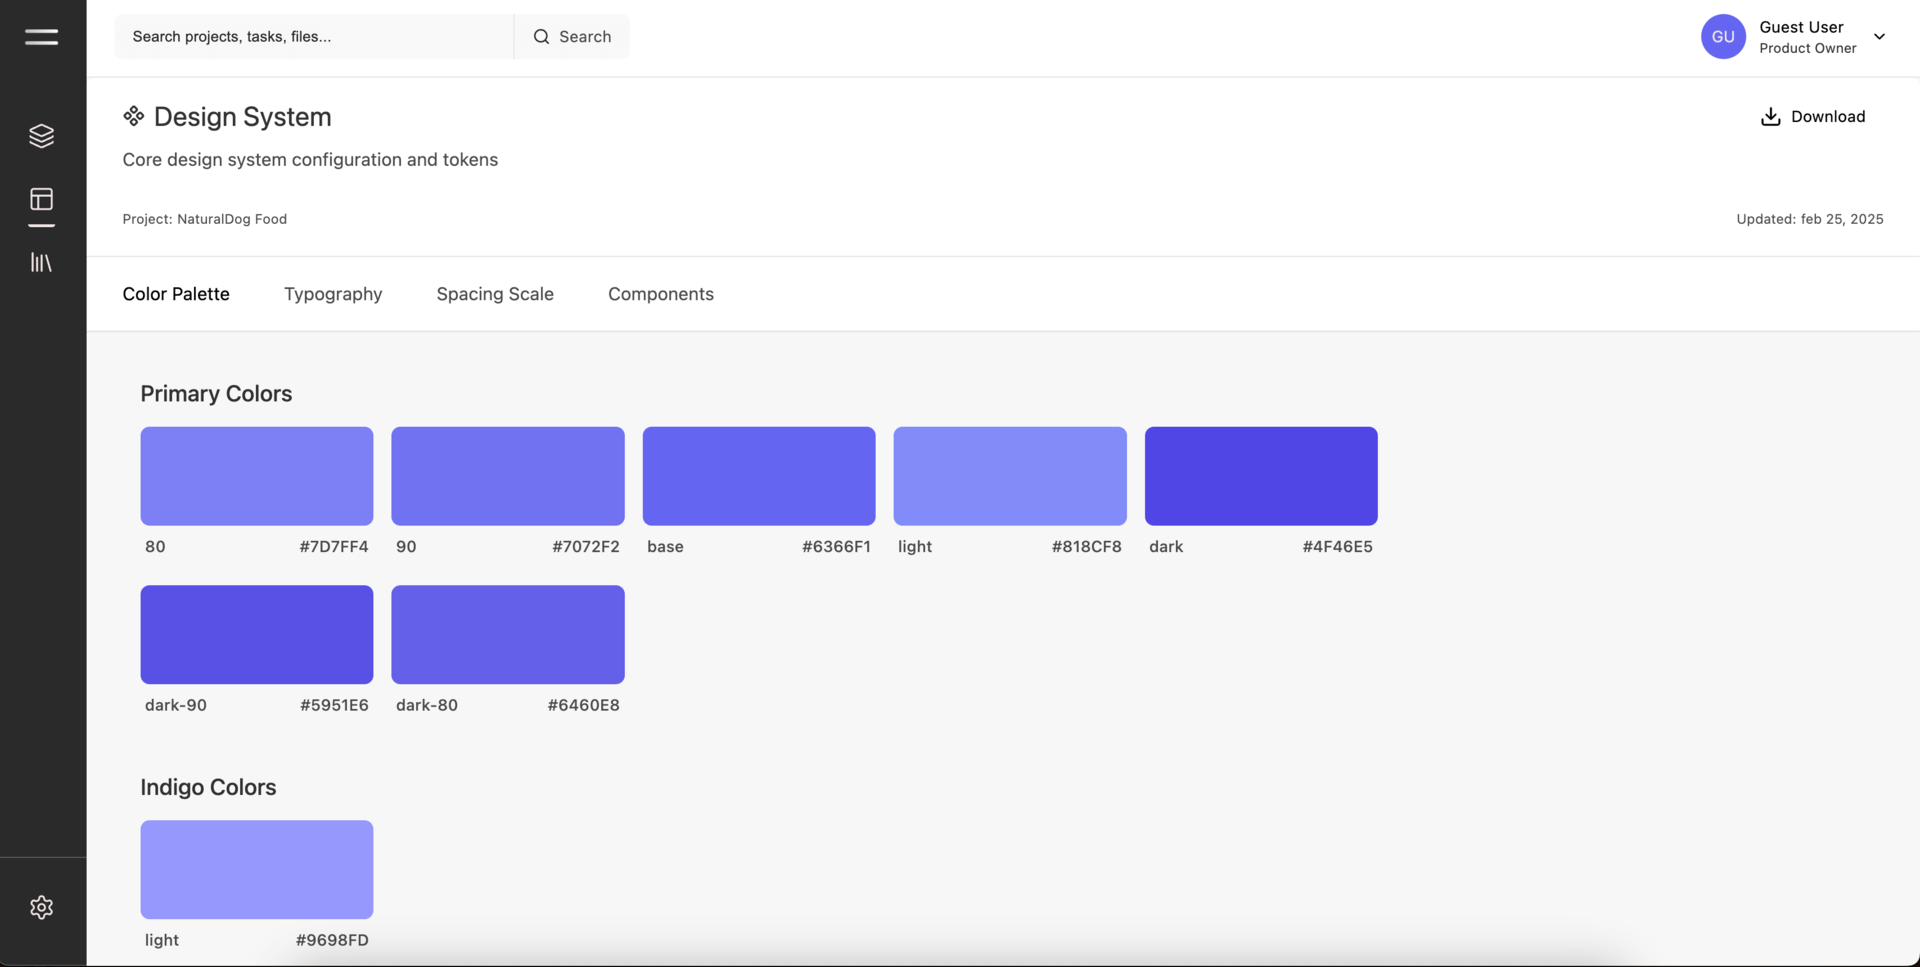 Search projects, tasks, files...
Search
GU
Guest User
Product Owner
Design System
Download
Core design system configuration and tokens
Project: NaturalDog Food
Updated: feb 25, 2025
Color Palette
Typography
Spacing Scale
Components
Primary Colors
80 #7D7FF4
90 #7072F2
base #6366F1
light #818CF8
dark #4F46E5
dark-90 #5951E6
dark-80 #6460E8
Indigo Colors
light #9698FD